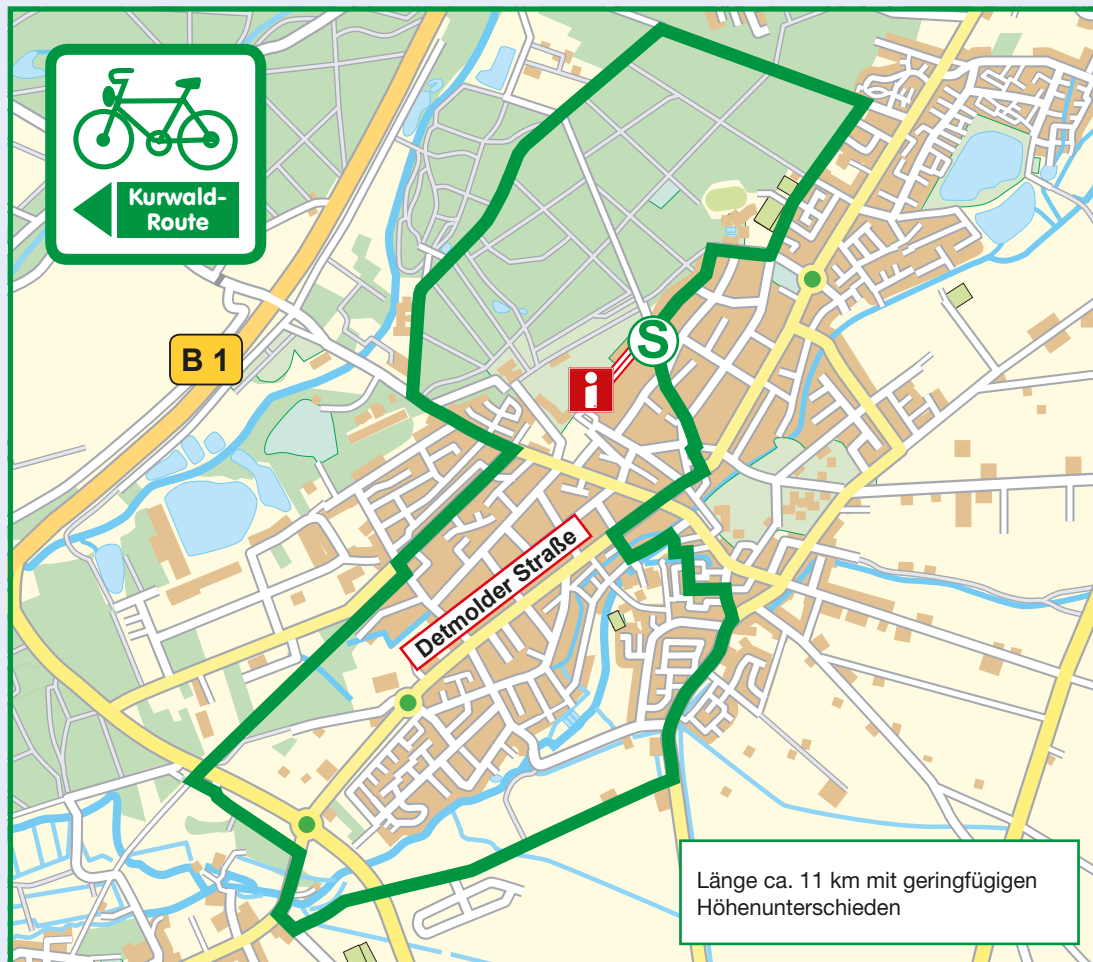 Kurwald-
Route
B 1
S
i
Detmolder Straße
Länge ca. 11 km mit geringfügigen
Höhenunterschieden